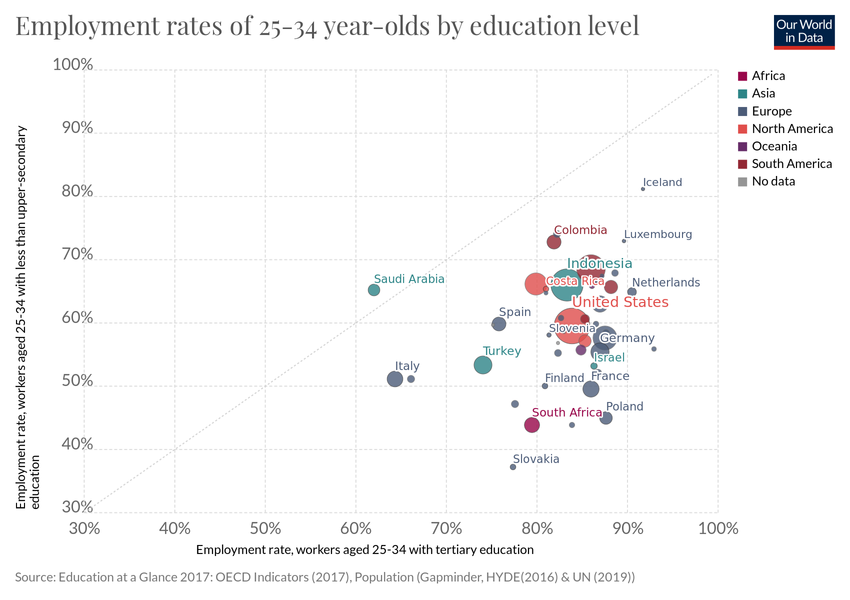 Employment rates of 25-34 year-olds by education level
Our World
in Data
100%
90%
80%
70%
60%
50%
40%
30%
Employment rate, workers aged 25-34 with less than upper-secondary
education
Africa
Asia
Europe
North America
Oceania
South America
No data
Iceland
Colombia
Luxembourg
Indonesia
Saudi Arabia
Costa Rica
Netherlands
United States
Spain
Slovenia
Germany
Turkey
Israel
Italy
Finland
France
South Africa
Poland
Slovakia
30%
40%
50%
60%
70%
80%
90%
100%
Employment rate, workers aged 25-34 with tertiary education
Source: Education at a Glance 2017: OECD Indicators (2017), Population (Gapminder, HYDE(2016) & UN (2019))